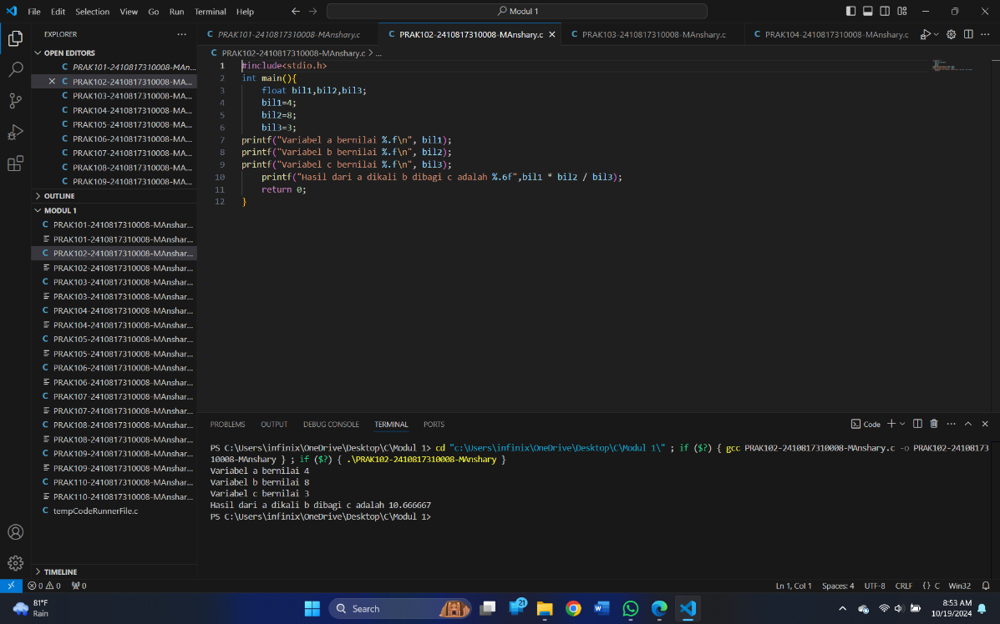 File Edit Selection View Go Run Terminal Help
Modul 1
EXPLORER
OPEN EDITORS
PRAK101-2410817310008-MAn...
PRAK102-2410817310008-MA...
PRAK103-2410817310008-MA...
PRAK104-2410817310008-MA...
PRAK105-2410817310008-MA...
PRAK106-2410817310008-MA...
PRAK107-2410817310008-MA...
PRAK108-2410817310008-MA...
PRAK109-2410817310008-MA...
OUTLINE
MODUL 1
PRAK101-2410817310008-MAnshar...
PRAK101-2410817310008-MAnshar...
PRAK102-2410817310008-MAnshar...
PRAK102-2410817310008-MAnshar...
PRAK103-2410817310008-MAnshar...
PRAK103-2410817310008-MAnshar...
PRAK104-2410817310008-MAnshar...
PRAK104-2410817310008-MAnshar...
PRAK105-2410817310008-MAnshar...
PRAK105-2410817310008-MAnshar...
PRAK106-2410817310008-MAnshar...
PRAK106-2410817310008-MAnshar...
PRAK107-2410817310008-MAnshar...
PRAK107-2410817310008-MAnshar...
PRAK108-2410817310008-MAnshar...
PRAK108-2410817310008-MAnshar...
PRAK109-2410817310008-MAnshar...
PRAK109-2410817310008-MAnshar...
PRAK110-2410817310008-MAnshar...
PRAK110-2410817310008-MAnshar...
tempCodeRunnerFile.c
TIMELINE
PRAK101-2410817310008-MAnshary.c PRAK102-2410817310008-MAnshary.c PRAK103-2410817310008-MAnshary.c PRAK104-2410817310008-MAnshary.c
PRAK102-2410817310008-MAnshary.c > ...
1 #include<stdio.h>
2 int main(){
3 float bil1,bil2,bil3;
4 bil1=4;
5 bil2=8;
6 bil3=3;
7 printf("Variabel a bernilai %.f\n", bil1);
8 printf("Variabel b bernilai %.f\n", bil2);
9 printf("Variabel c bernilai %.f\n", bil3);
10 printf("Hasil dari a dikali b dibagi c adalah %.6f",bil1 * bil2 / bil3);
11 return 0;
12 }
PROBLEMS OUTPUT DEBUG CONSOLE TERMINAL PORTS Code
PS C:\Users\infinix\OneDrive\Desktop\C\Modul 1> cd "c:\Users\infinix\OneDrive\Desktop\C\Modul 1\" ; if ($?) { gcc PRAK102-2410817310008-MAnshary.c -o PRAK102-24108173
10008-MAnshary } ; if ($?) { .\PRAK102-2410817310008-MAnshary }
Variabel a bernilai 4
Variabel b bernilai 8
Variabel c bernilai 3
Hasil dari a dikali b dibagi c adalah 10.666667
PS C:\Users\infinix\OneDrive\Desktop\C\Modul 1>
0 0 0 Ln 1, Col 1 Spaces: 4 UTF-8 CRLF {} C Win32
81°F
Rain
Search
21
8:53 AM
10/19/2024